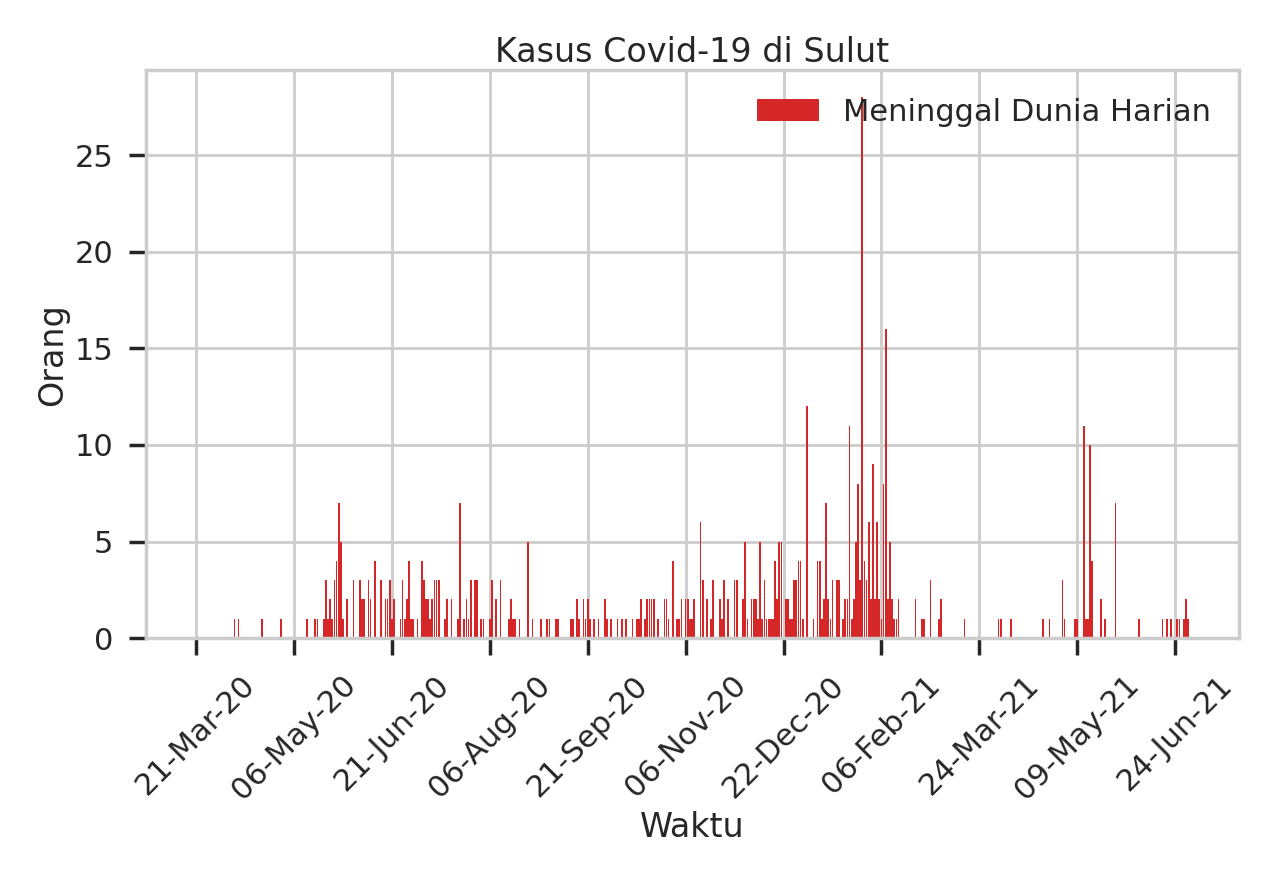 Kasus Covid-19 di Sulut
Meninggal Dunia Harian
25
20
15
10
5
0
Orang
21-Mar-20
06-May-20
21-Jun-20
06-Aug-20
21-Sep-20
06-Nov-20
22-Dec-20
06-Feb-21
24-Mar-21
09-May-21
24-Jun-21
Waktu